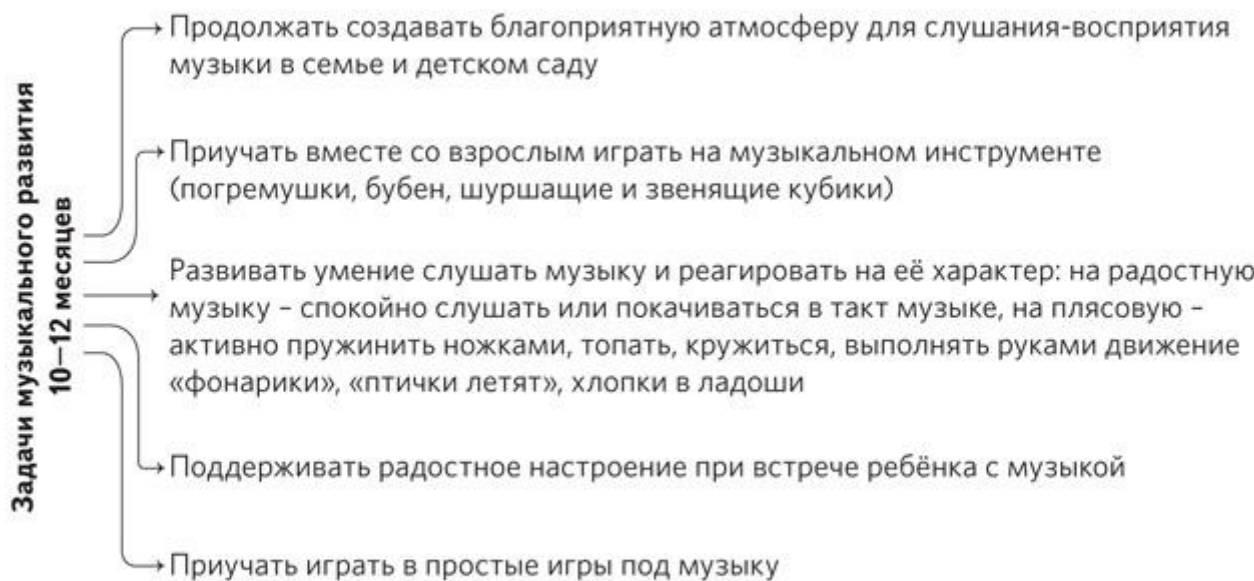 Задачи музыкального развития
10–12 месяцев
Продолжать создавать благоприятную атмосферу для слушания-восприятия
музыки в семье и детском саду
Приучать вместе со взрослым играть на музыкальном инструменте
(погремушки, бубен, шуршащие и звенящие кубики)
Развивать умение слушать музыку и реагировать на её характер: на радостную
музыку – спокойно слушать или покачиваться в такт музыке, на плясовую –
активно пружинить ножками, топать, кружиться, выполнять руками движение
«фонарики», «птички летят», хлопки в ладоши
Поддерживать радостное настроение при встрече ребёнка с музыкой
Приучать играть в простые игры под музыку